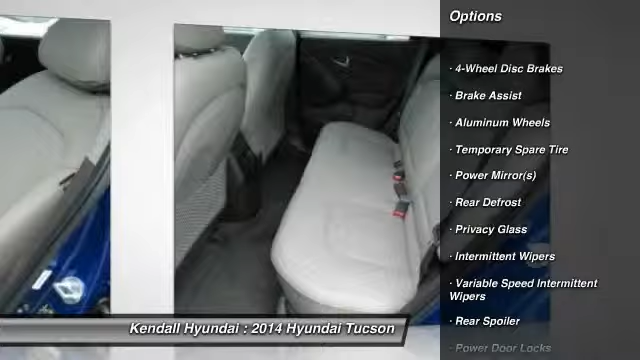 Options
· 4-Wheel Disc Brakes
· Brake Assist
· Aluminum Wheels
· Temporary Spare Tire
· Power Mirror(s)
· Rear Defrost
· Privacy Glass
· Intermittent Wipers
· Variable Speed Intermittent
Wipers
· Rear Spoiler
· Power Door Locks
Kendall Hyundai : 2014 Hyundai Tucson